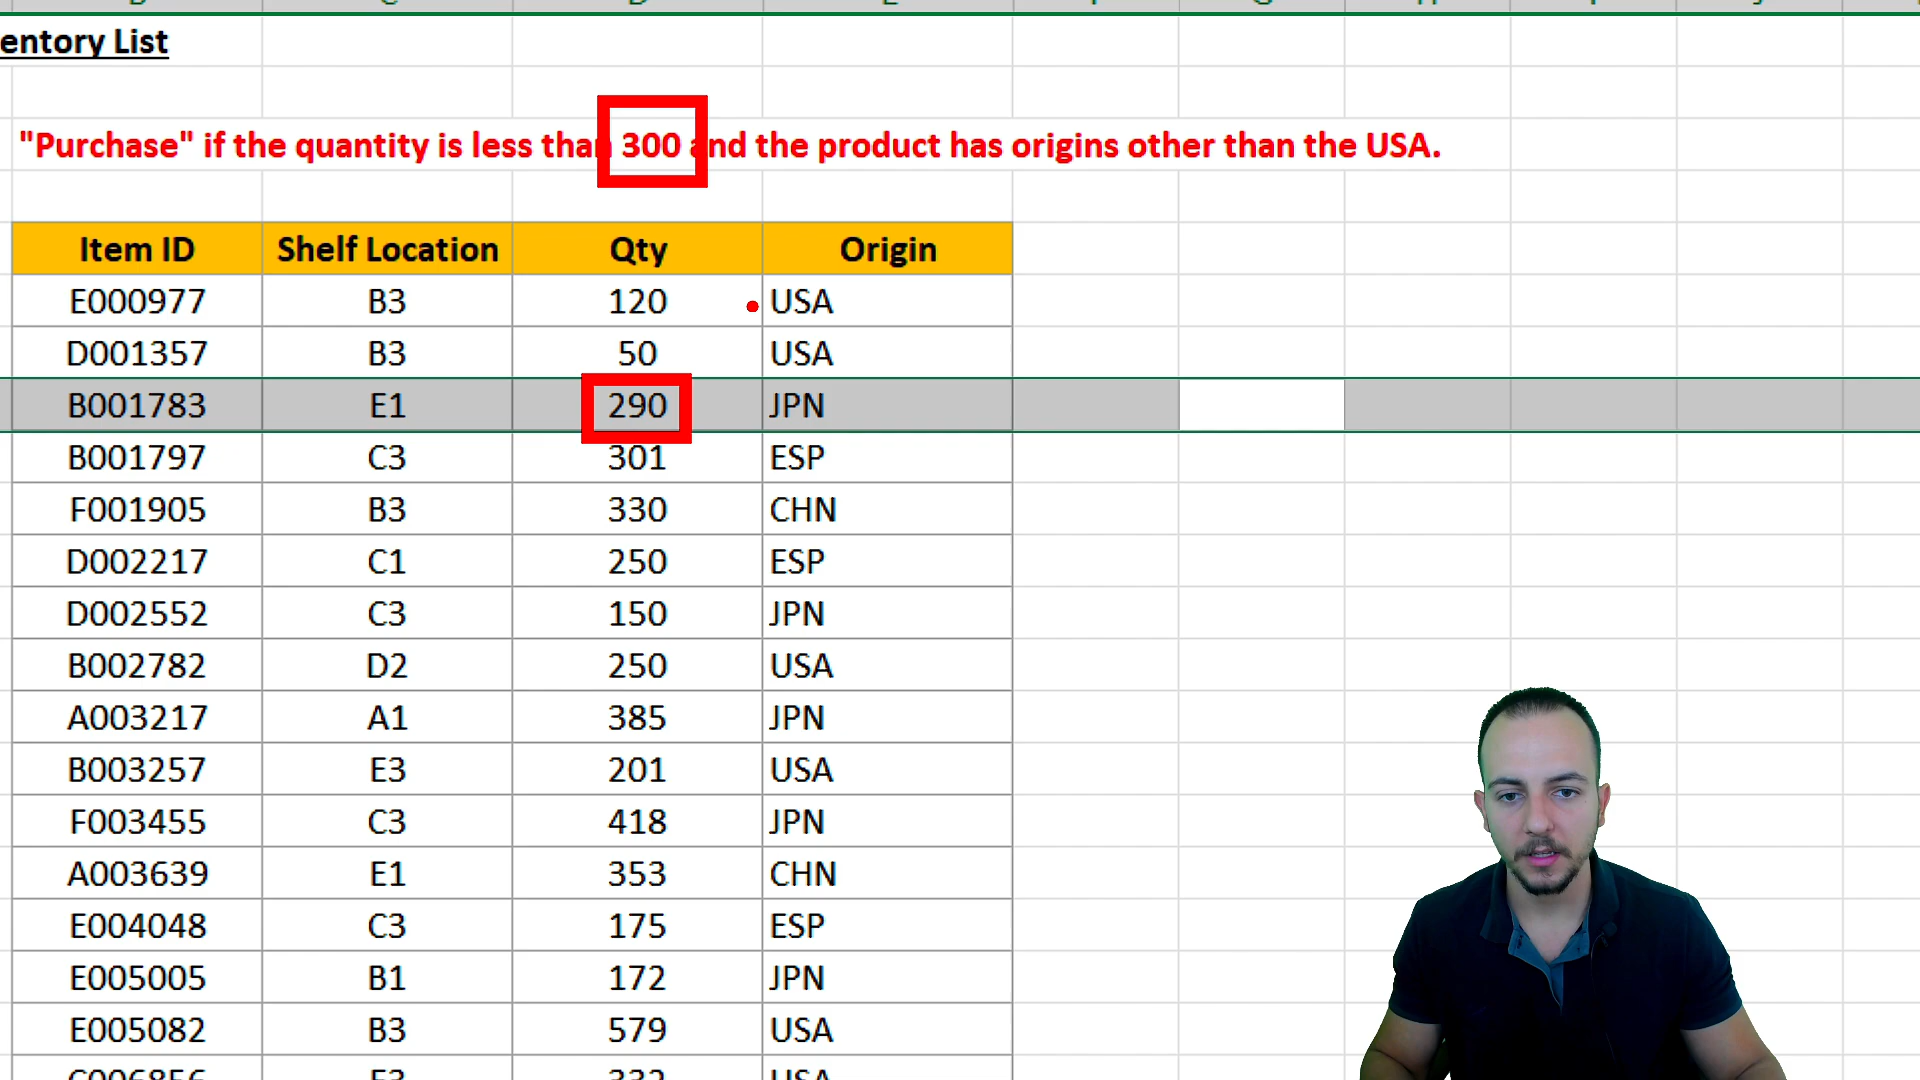 entory List
"Purchase" if the quantity is less than 300 and the product has origins other than the USA.
Item ID Shelf Location Qty Origin
E000977 B3 120 USA
D001357 B3 50 USA
B001783 E1 290 JPN
B001797 C3 301 ESP
F001905 B3 330 CHN
D002217 C1 250 ESP
D002552 C3 150 JPN
B002782 D2 250 USA
A003217 A1 385 JPN
B003257 E3 201 USA
F003455 C3 418 JPN
A003639 E1 353 CHN
E004048 C3 175 ESP
E005005 B1 172 JPN
E005082 B3 579 USA